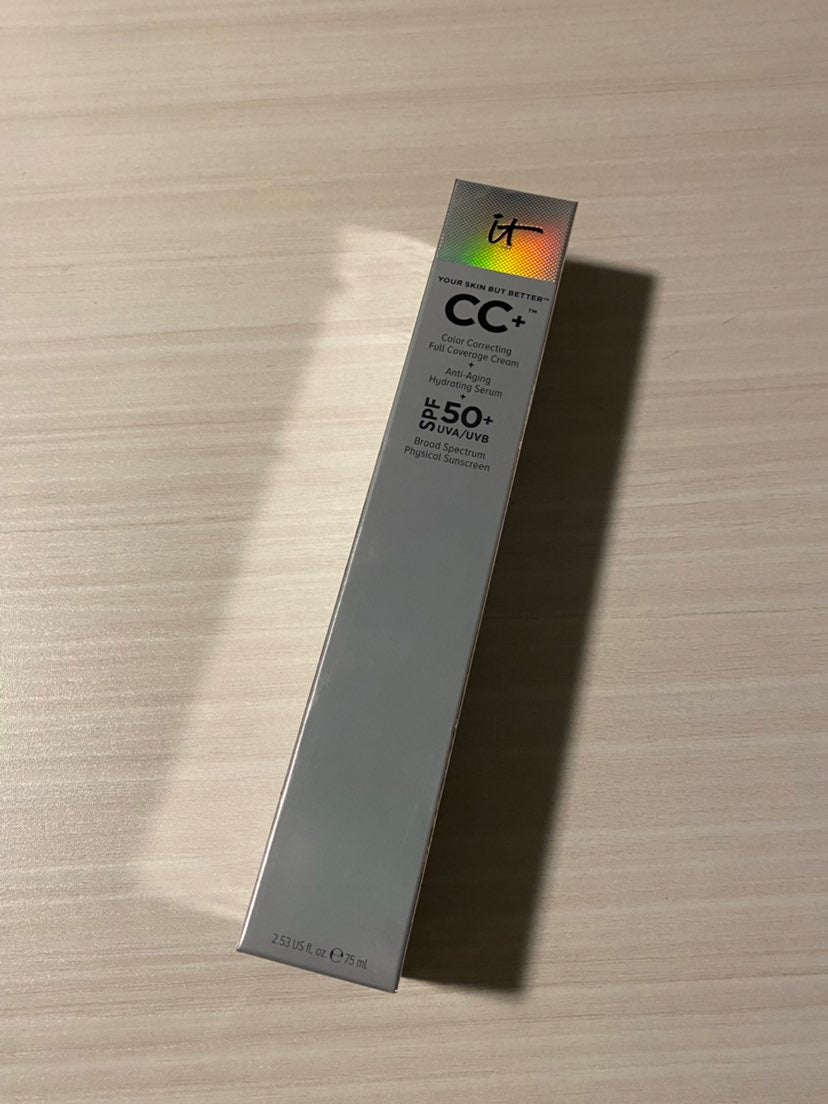 it
YOUR SKIN BUT BETTER™
CC+™
Color Correcting
Full Coverage Cream
+
Anti-Aging
Hydrating Serum
+
SPF 50+
UVA/UVB
Broad Spectrum
Physical Sunscreen
2.53 US fl. oz. ℮ 75 ml